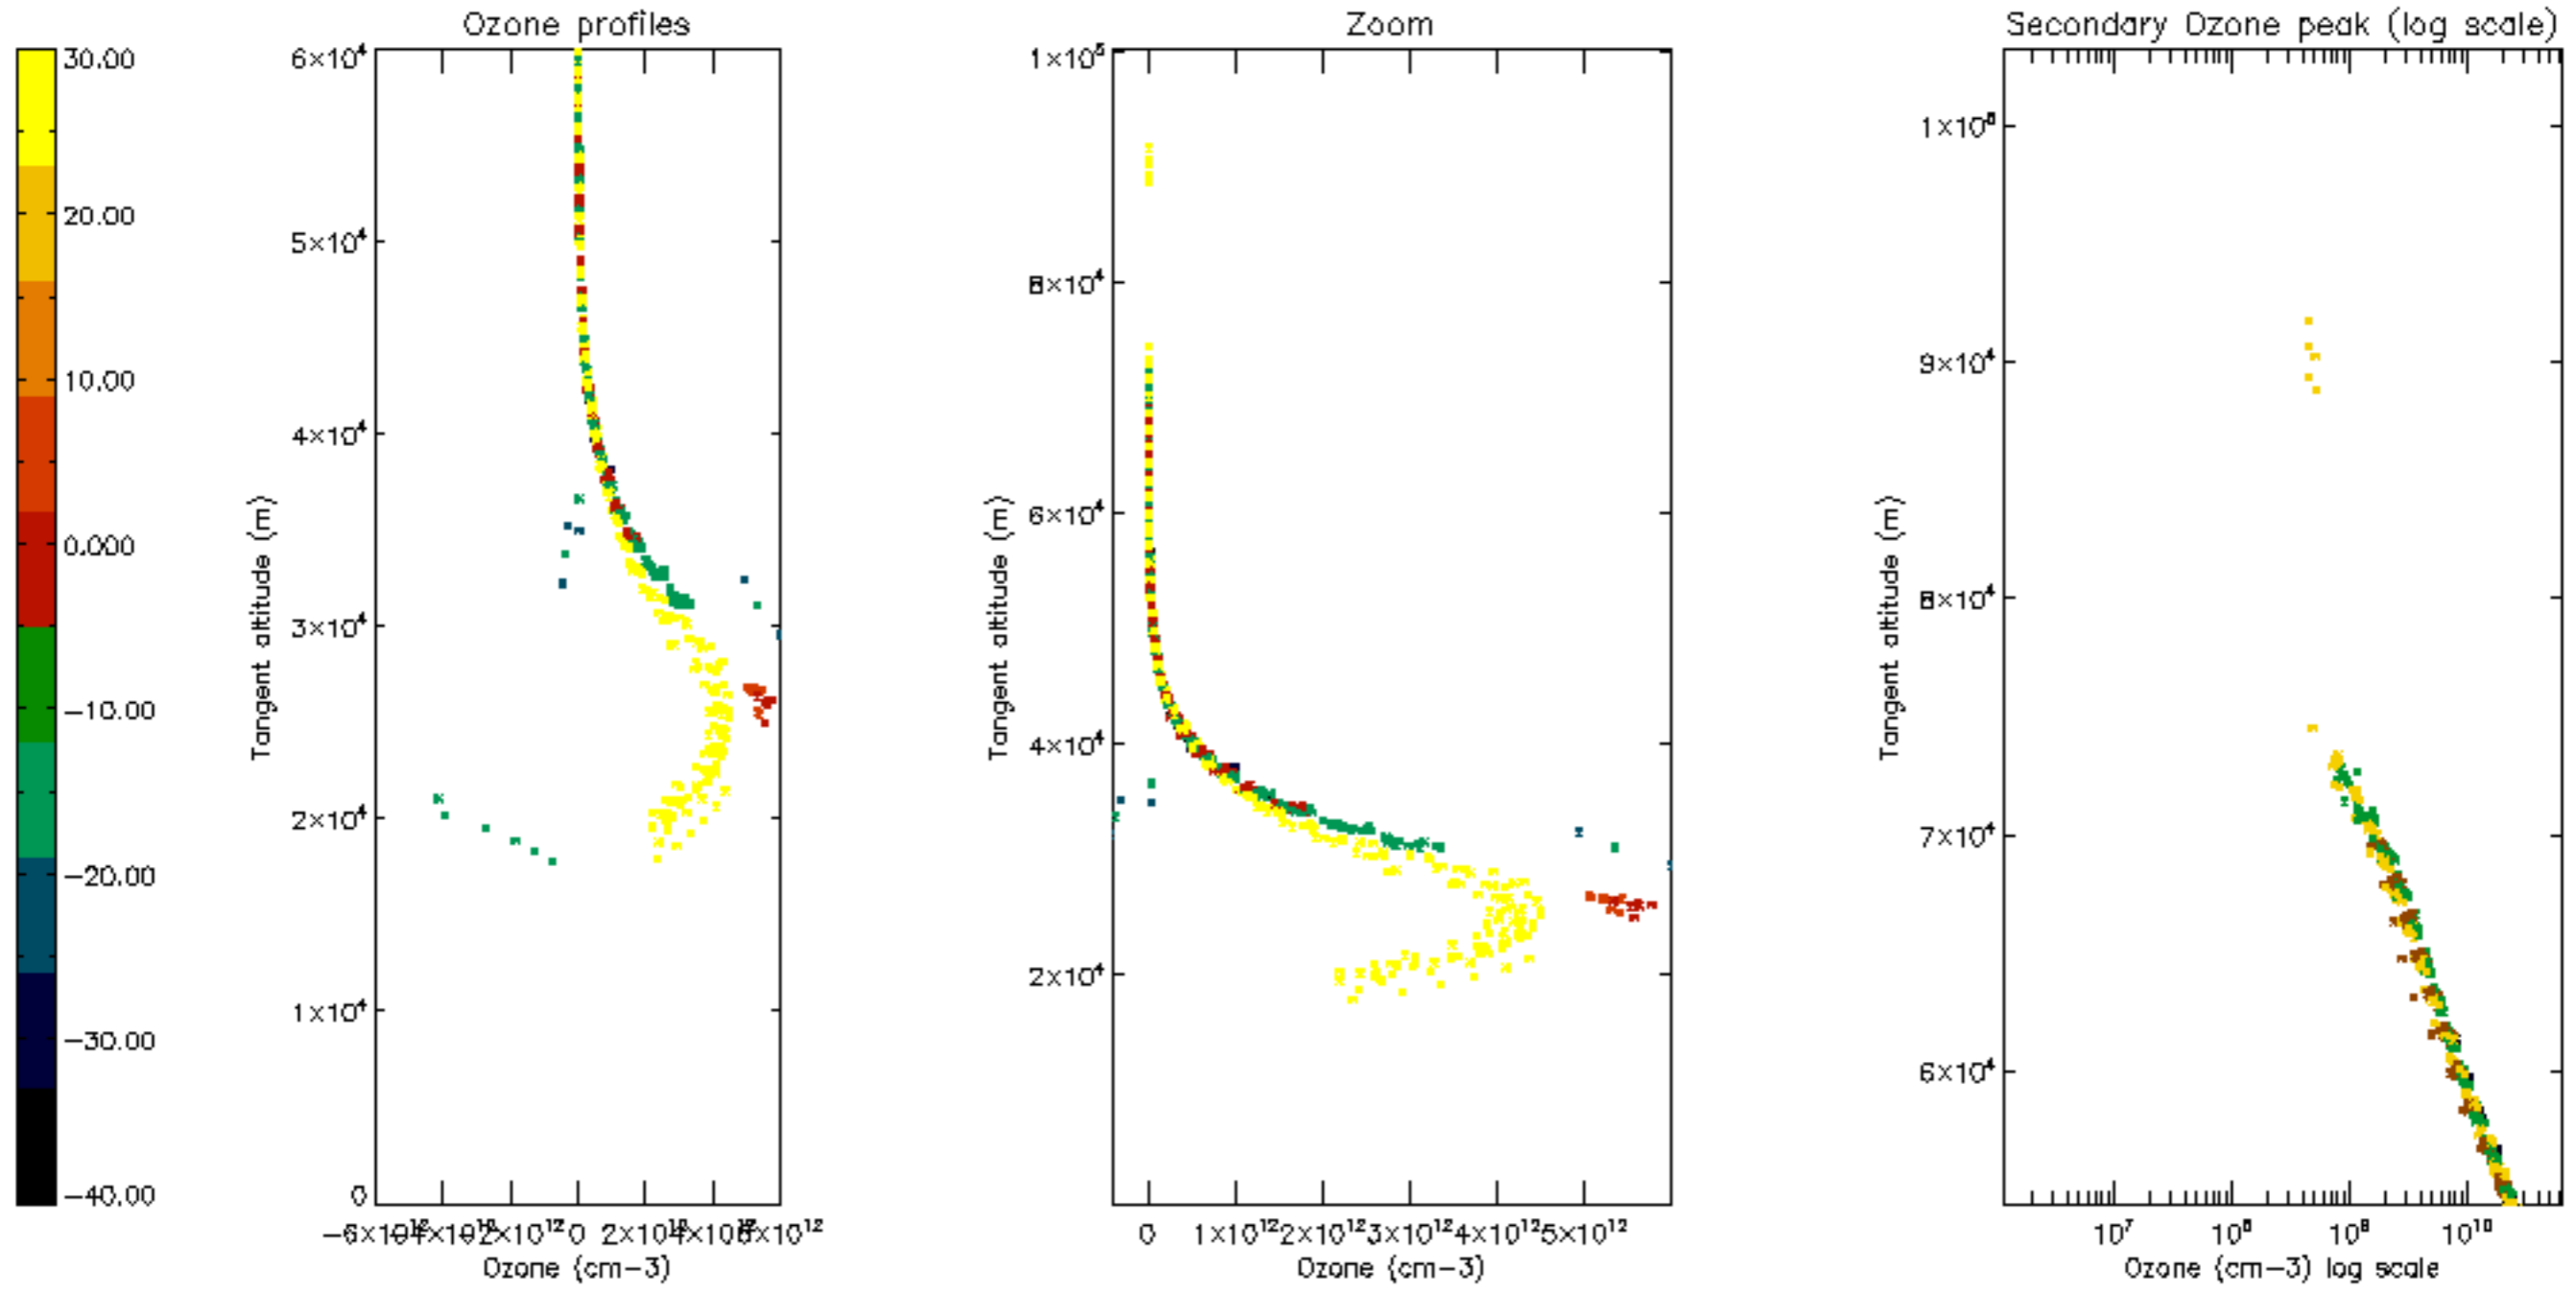 Ozone profiles
Zoom
Secondary Ozone peak (log scale)
30.00
20.00
10.00
0.000
−10.00
−20.00
−30.00
−40.00
6×10⁴
5×10⁴
4×10⁴
3×10⁴
2×10⁴
1×10⁴
0
Tangent altitude (m)
0
Ozone (cm−3)
1×10⁵
8×10⁴
6×10⁴
4×10⁴
2×10⁴
Tangent altitude (m)
0 1×10¹² 2×10¹² 3×10¹² 4×10¹² 5×10¹²
Ozone (cm−3)
1×10⁵
9×10⁴
8×10⁴
7×10⁴
6×10⁴
Tangent altitude (m)
10⁷ 10⁸ 10⁹ 10¹⁰
Ozone (cm−3) log scale